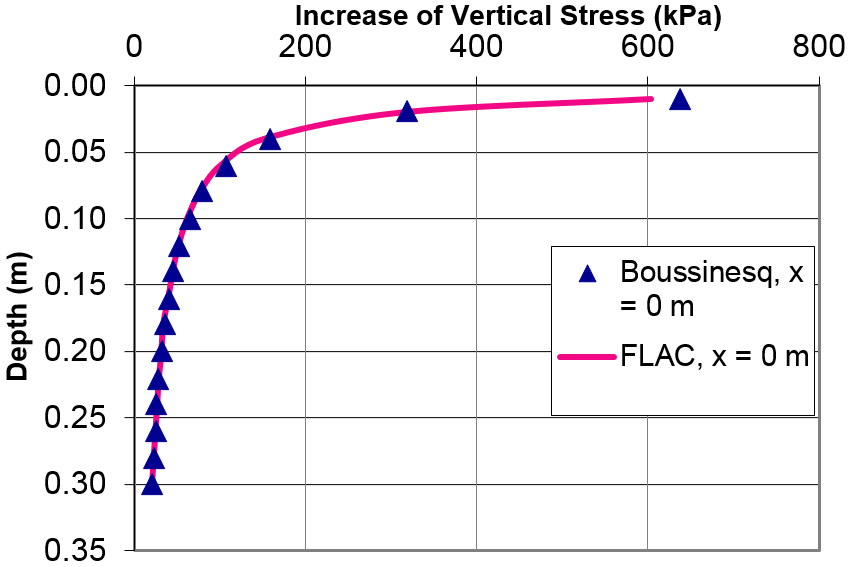 Increase of Vertical Stress (kPa)
0 200 400 600 800
0.00
0.05
0.10
0.15
0.20
0.25
0.30
0.35
Depth (m)
Boussinesq, x
= 0 m
FLAC, x = 0 m